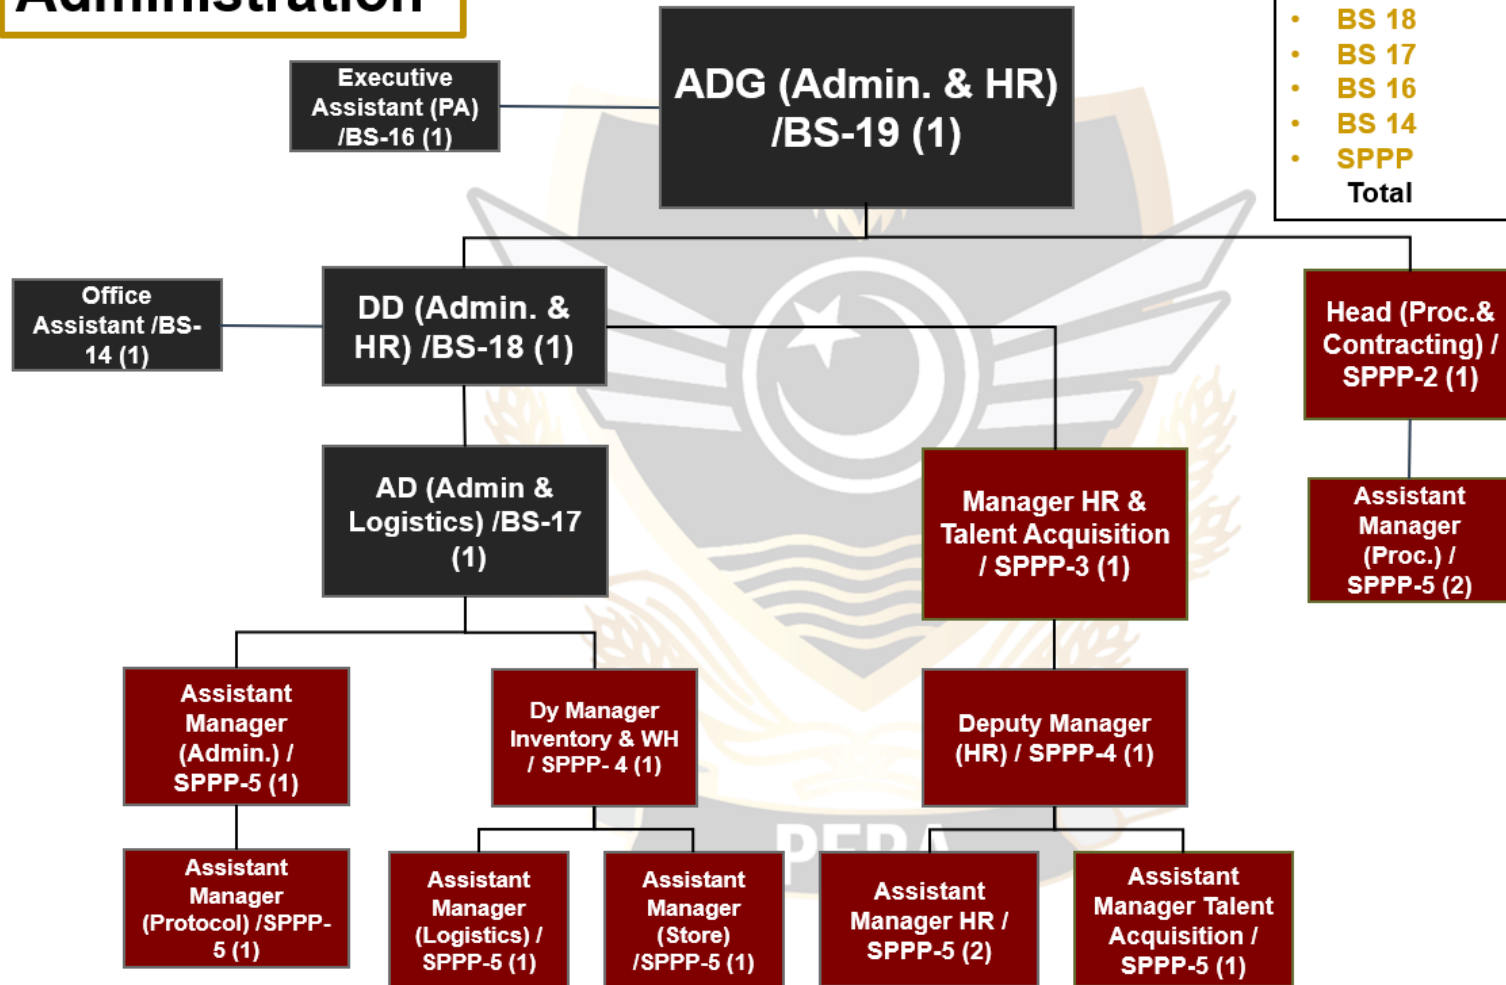 Administration
BS 18
BS 17
BS 16
BS 14
SPPP
Total
Executive
Assistant (PA)
/BS-16 (1)
ADG (Admin. & HR)
/BS-19 (1)
Office
Assistant /BS-
14 (1)
DD (Admin. &
HR) /BS-18 (1)
Head (Proc.&
Contracting) /
SPPP-2 (1)
AD (Admin &
Logistics) /BS-17
(1)
Manager HR &
Talent Acquisition
/ SPPP-3 (1)
Assistant
Manager
(Proc.) /
SPPP-5 (2)
Assistant
Manager
(Admin.) /
SPPP-5 (1)
Dy Manager
Inventory & WH
/ SPPP- 4 (1)
Deputy Manager
(HR) / SPPP-4 (1)
PERA
Assistant
Manager
(Protocol) /SPPP-
5 (1)
Assistant
Manager
(Logistics) /
SPPP-5 (1)
Assistant
Manager
(Store)
/SPPP-5 (1)
Assistant
Manager HR /
SPPP-5 (2)
Assistant
Manager Talent
Acquisition /
SPPP-5 (1)